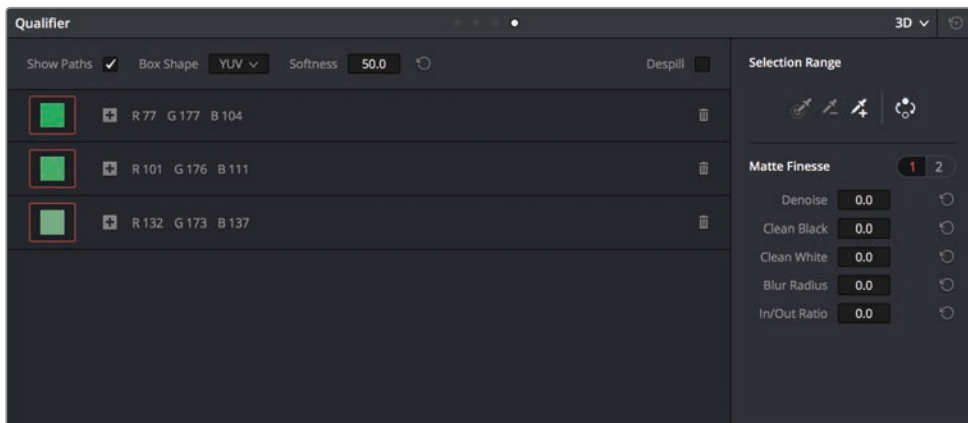 Qualifier
3D
Show Paths Box Shape YUV Softness 50.0 Despill
R 77 G 177 B 104
R 101 G 176 B 111
R 132 G 173 B 137
Selection Range
Matte Finesse 1 2
Denoise 0.0
Clean Black 0.0
Clean White 0.0
Blur Radius 0.0
In/Out Ratio 0.0